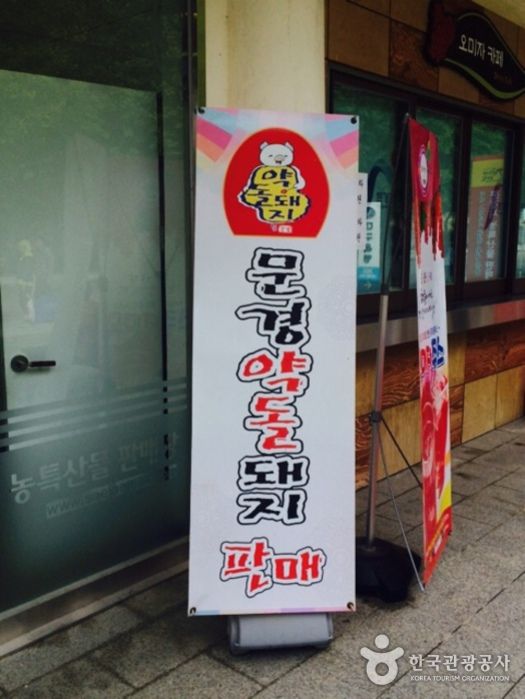 오미자 카페
약돌돼지
문경약돌돼지
판매
농특산물 판매장
www.
한국관광공사
KOREA TOURISM ORGANIZATION